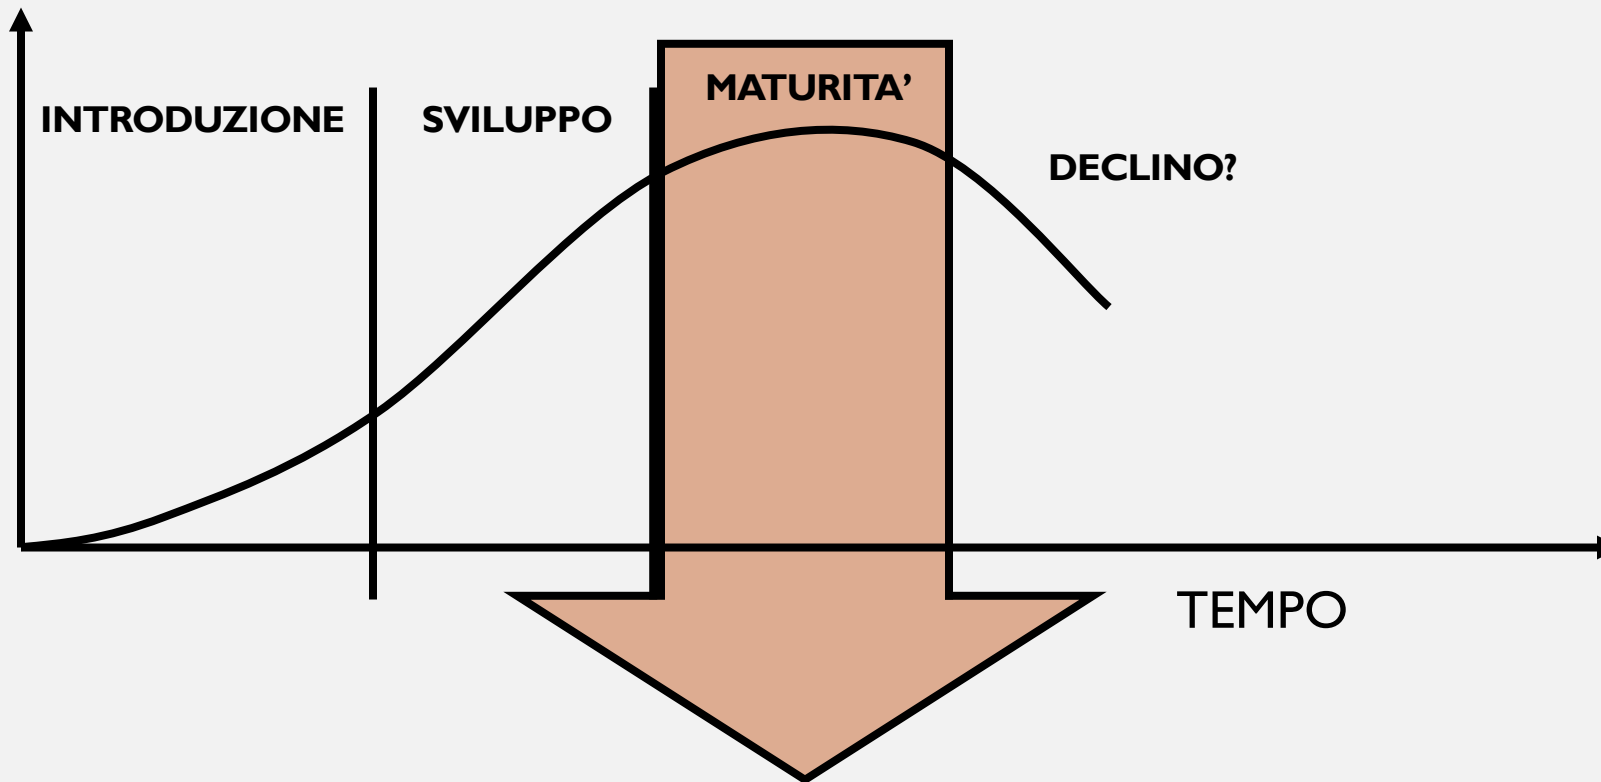 MATURITA’
INTRODUZIONE
SVILUPPO
DECLINO?
TEMPO